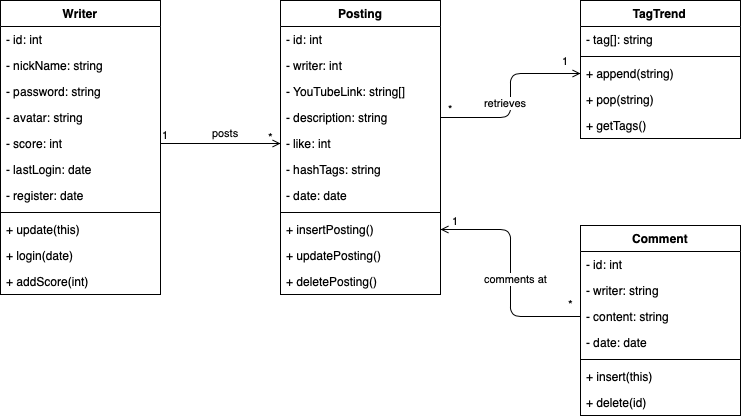 Writer
- id: int
- nickName: string
- password: string
- avatar: string
- score: int
- lastLogin: date
- register: date
+ update(this)
+ login(date)
+ addScore(int)
1
posts
*
Posting
- id: int
- writer: int
- YouTubeLink: string[]
- description: string
- like: int
- hashTags: string
- date: date
+ insertPosting()
+ updatePosting()
+ deletePosting()
*
retrieves
1
TagTrend
- tag[]: string
+ append(string)
+ pop(string)
+ getTags()
1
comments at
*
Comment
- id: int
- writer: string
- content: string
- date: date
+ insert(this)
+ delete(id)